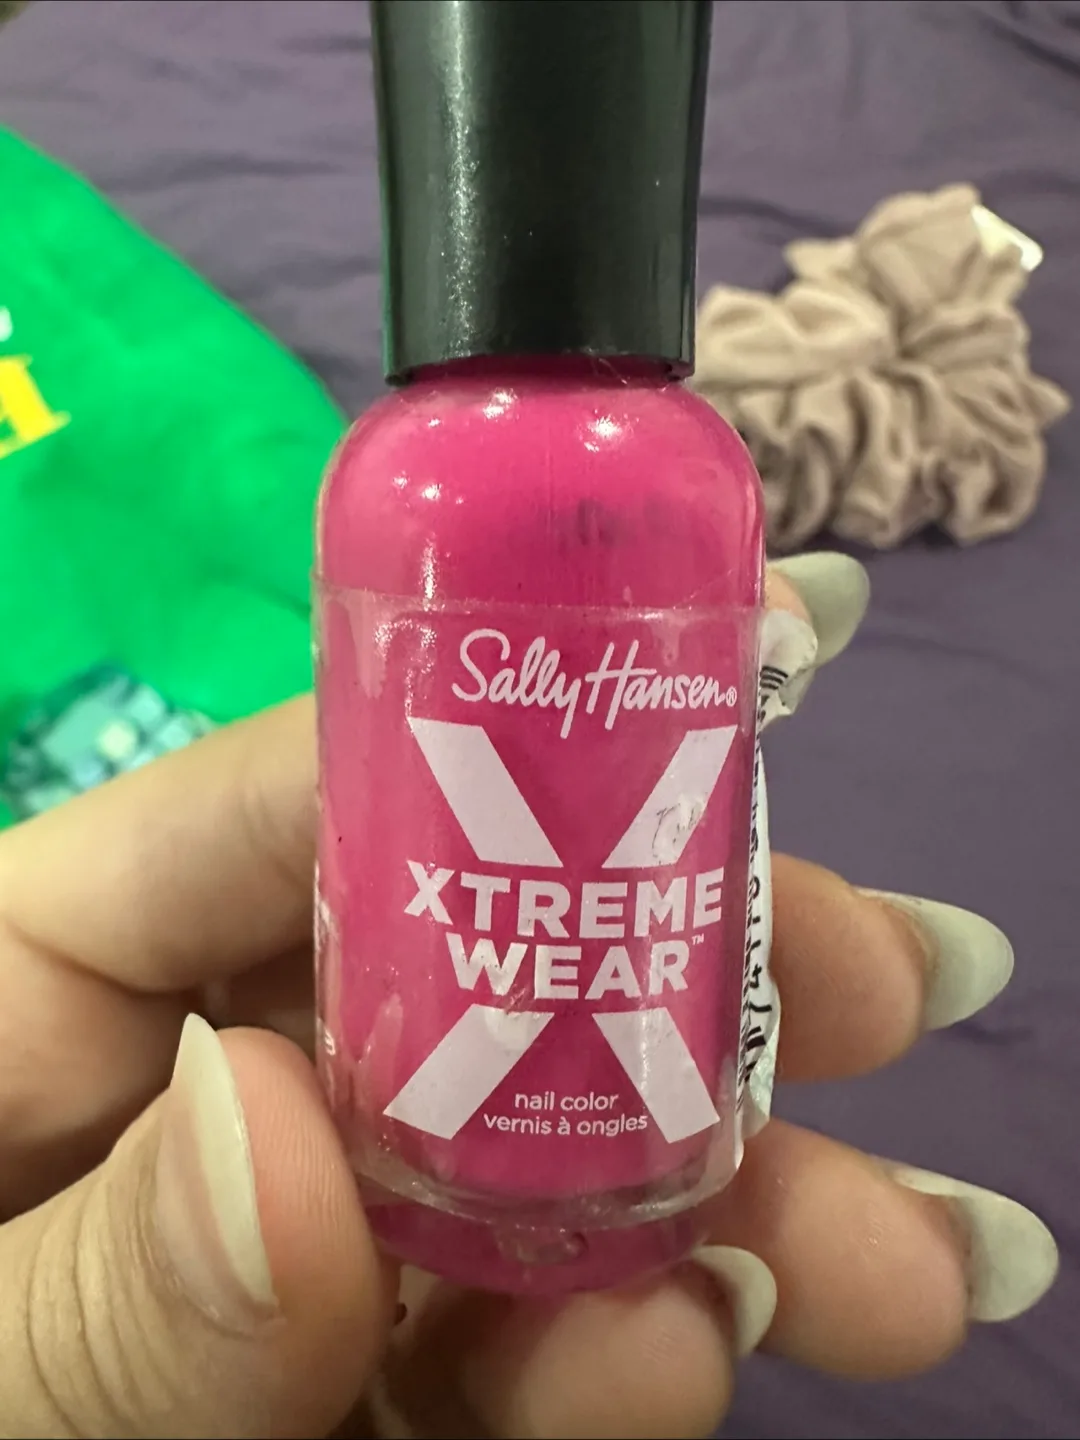 Sally Hansen®
XTREME
WEAR™
nail color
vernis à ongles